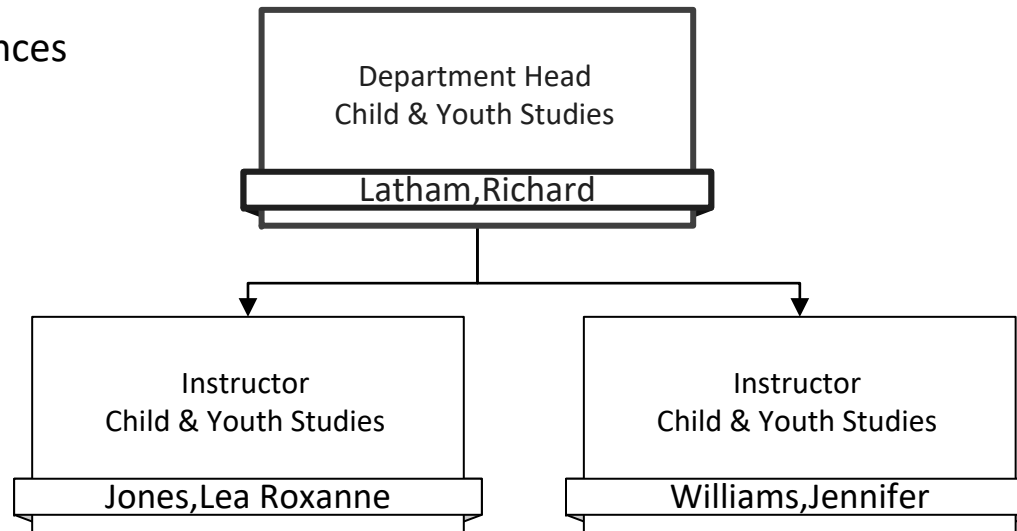 Department Head
Child & Youth Studies
Latham,Richard
Instructor
Child & Youth Studies
Jones,Lea Roxanne
Instructor
Child & Youth Studies
Williams,Jennifer